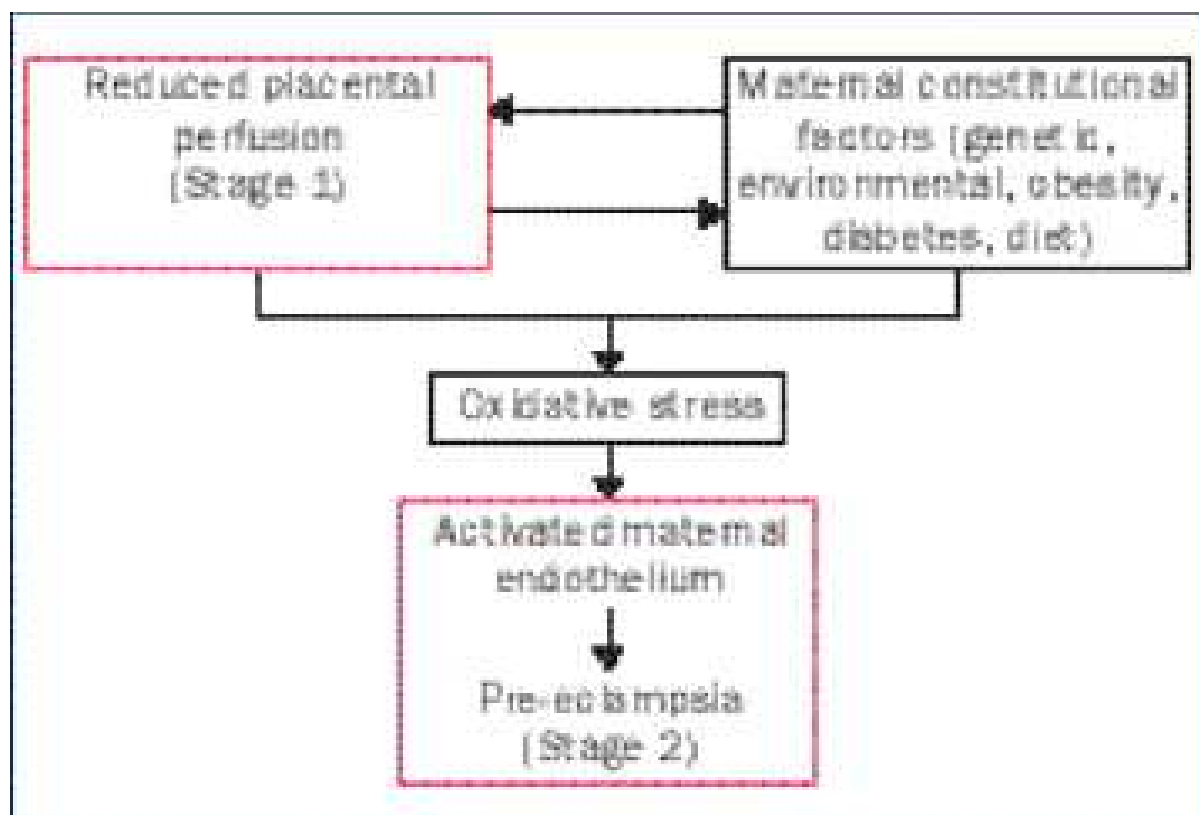 Reduced placental
perfusion
(Stage 1)
Maternal constitutional
factors (genetic,
environmental, obesity,
diabetes, diet)
Oxidative stress
Activated maternal
endothelium
Pre-eclampsia
(Stage 2)